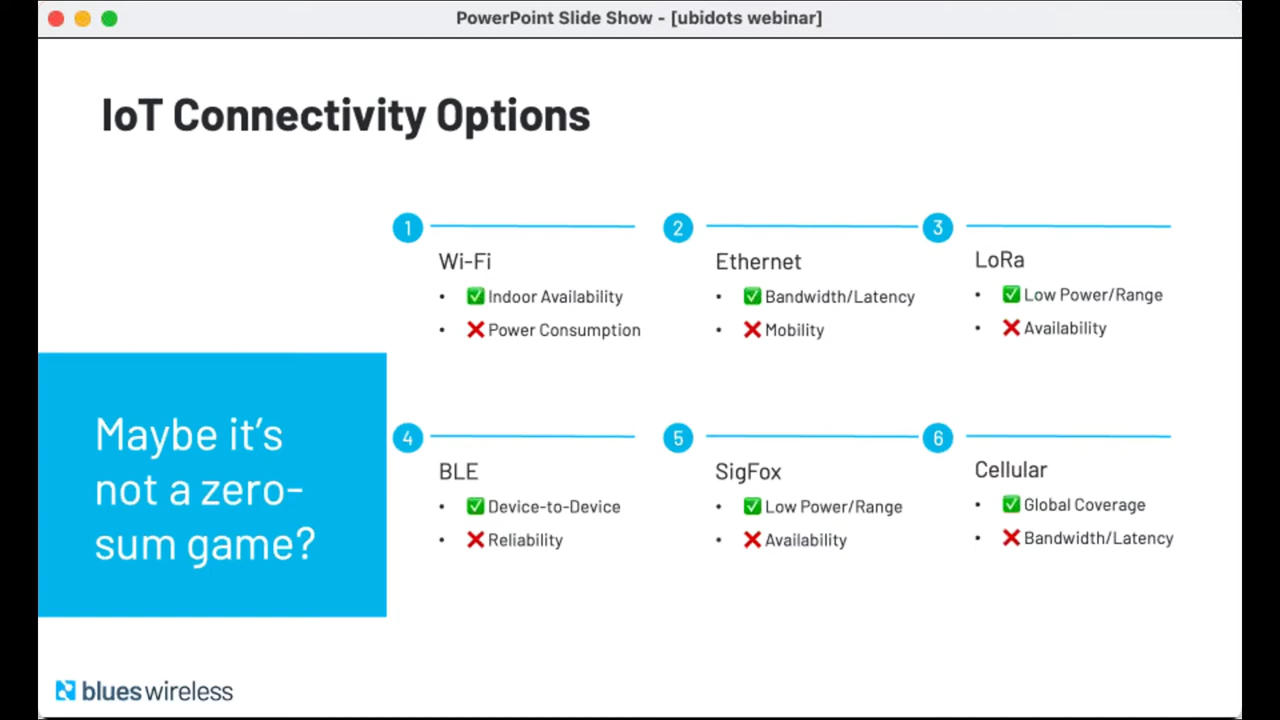 PowerPoint Slide Show - [ubidots webinar]
IoT Connectivity Options
1
Wi-Fi
• ✅ Indoor Availability
• ❌ Power Consumption
2
Ethernet
• ✅ Bandwidth/Latency
• ❌ Mobility
3
LoRa
• ✅ Low Power/Range
• ❌ Availability
Maybe it's
not a zero-
sum game?
4
BLE
• ✅ Device-to-Device
• ❌ Reliability
5
SigFox
• ✅ Low Power/Range
• ❌ Availability
6
Cellular
• ✅ Global Coverage
• ❌ Bandwidth/Latency
blues wireless